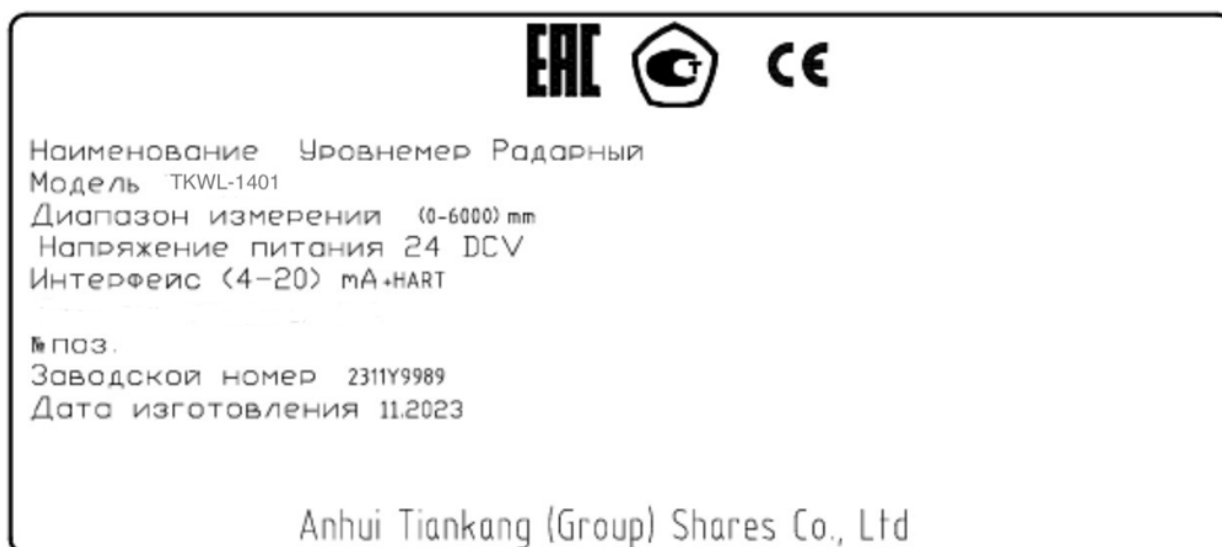 EAC Ст CE
Наименование Уровнемер Радарный
Модель TKWL-1401
Диапазон измерений (0-6000) mm
Напряжение питания 24 DCV
Интерфейс (4-20) mA+HART
№ поз.
Заводской номер 2311Y9989
Дата изготовления 11.2023
Anhui Tiankang (Group) Shares Co., Ltd